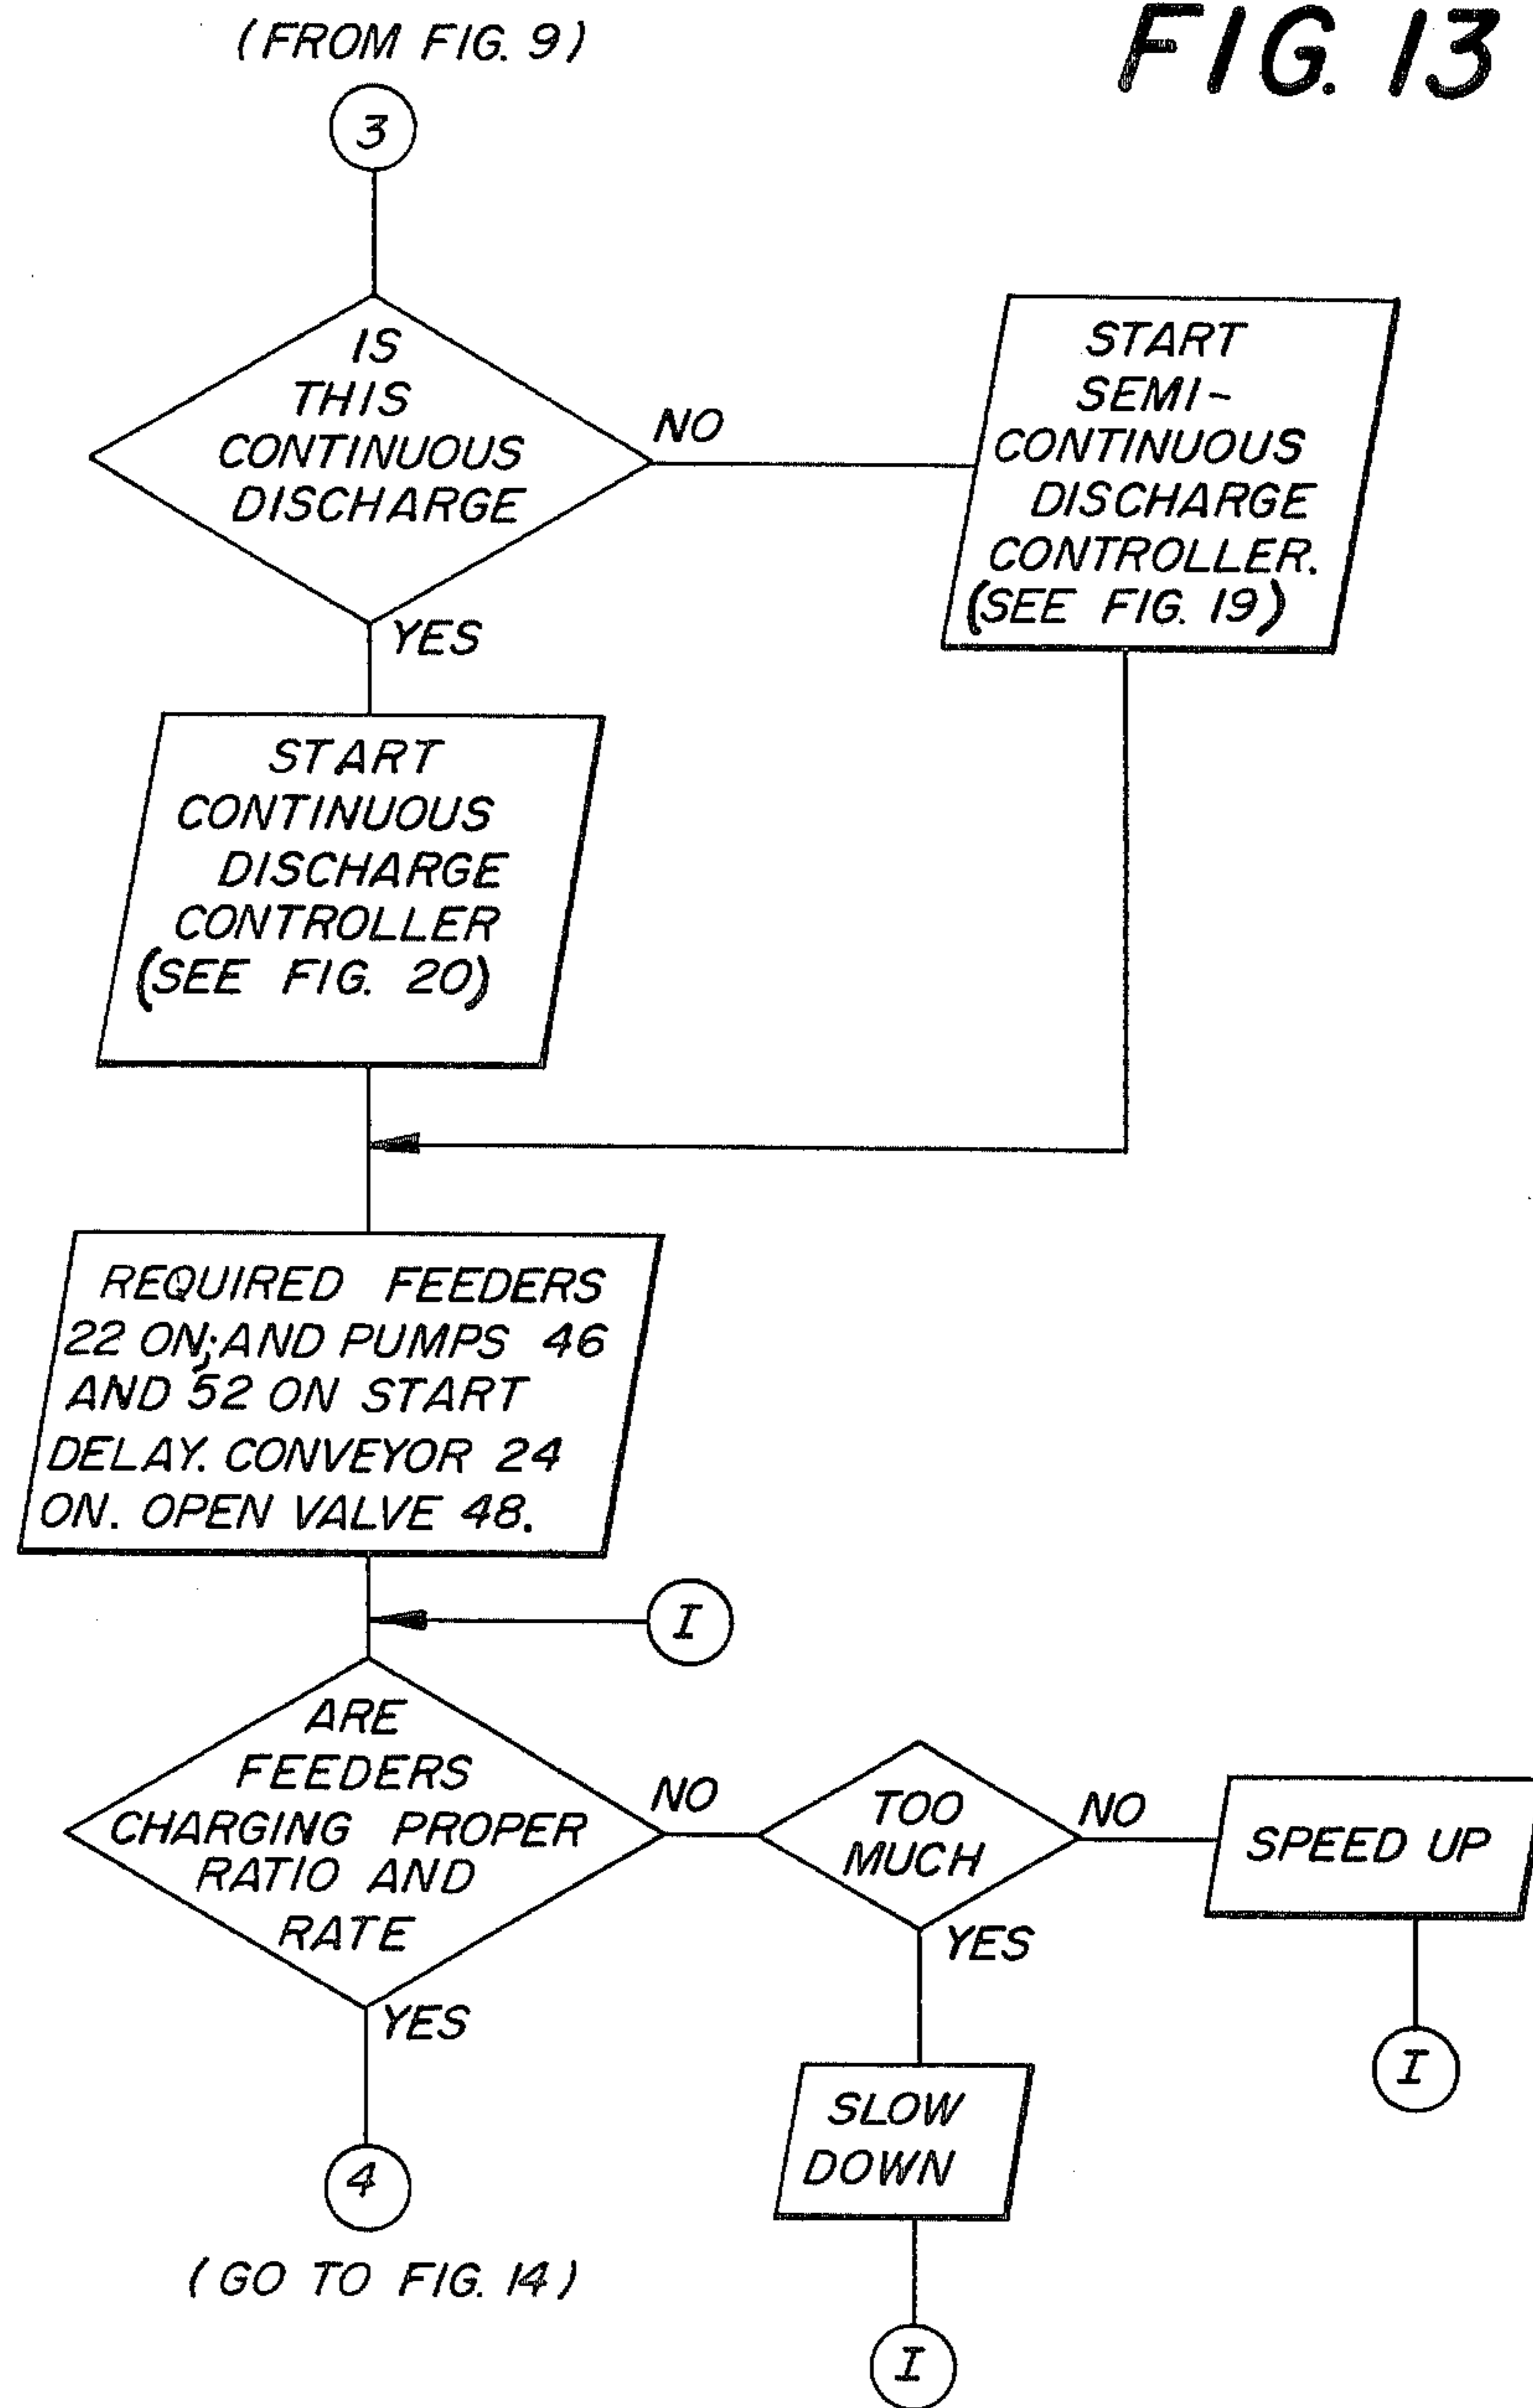 FIG. 13
(FROM FIG. 9)
3
IS
THIS
CONTINUOUS
DISCHARGE
NO
YES
START
SEMI-
CONTINUOUS
DISCHARGE
CONTROLLER.
(SEE FIG. 19)
START
CONTINUOUS
DISCHARGE
CONTROLLER
(SEE FIG. 20)
REQUIRED FEEDERS
22 ON; AND PUMPS 46
AND 52 ON START
DELAY. CONVEYOR 24
ON. OPEN VALVE 48.
I
ARE
FEEDERS
CHARGING PROPER
RATIO AND
RATE
NO
YES
TOO
MUCH
NO
YES
SPEED UP
I
SLOW
DOWN
I
4
(GO TO FIG. 14)